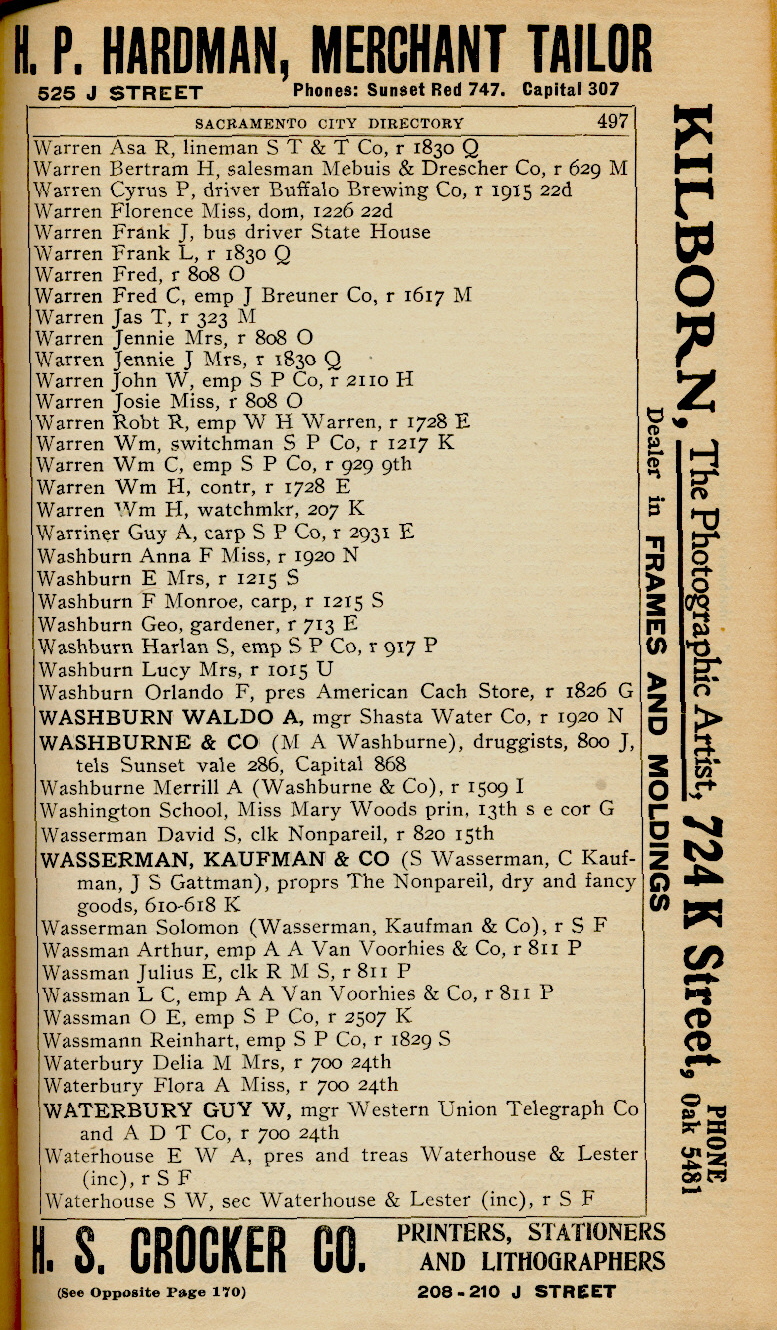 H. P. HARDMAN, MERCHANT TAILOR
525 J STREET Phones: Sunset Red 747. Capital 307
SACRAMENTO CITY DIRECTORY 497
Warren Asa R, lineman S T & T Co, r 1830 Q
Warren Bertram H, salesman Mebuis & Drescher Co, r 629 M
Warren Cyrus P, driver Buffalo Brewing Co, r 1915 22d
Warren Florence Miss, dom, 1226 22d
Warren Frank J, bus driver State House
Warren Frank L, r 1830 Q
Warren Fred, r 808 O
Warren Fred C, emp J Breuner Co, r 1617 M
Warren Jas T, r 323 M
Warren Jennie Mrs, r 808 O
Warren Jennie J Mrs, r 1830 Q
Warren John W, emp S P Co, r 2110 H
Warren Josie Miss, r 808 O
Warren Robt R, emp W H Warren, r 1728 E
Warren Wm, switchman S P Co, r 1217 K
Warren Wm C, emp S P Co, r 929 9th
Warren Wm H, contr, r 1728 E
Warren Wm H, watchmkr, 207 K
Warriner Guy A, carp S P Co, r 2931 E
Washburn Anna F Miss, r 1920 N
Washburn E Mrs, r 1215 S
Washburn F Monroe, carp, r 1215 S
Washburn Geo, gardener, r 713 E
Washburn Harlan S, emp S P Co, r 917 P
Washburn Lucy Mrs, r 1015 U
Washburn Orlando F, pres American Cach Store, r 1826 G
WASHBURN WALDO A, mgr Shasta Water Co, r 1920 N
WASHBURNE & CO (M A Washburne), druggists, 800 J,
tels Sunset vale 286, Capital 868
Washburne Merrill A (Washburne & Co), r 1509 I
Washington School, Miss Mary Woods prin, 13th s e cor G
Wasserman David S, clk Nonpareil, r 820 15th
WASSERMAN, KAUFMAN & CO (S Wasserman, C Kauf-
man, J S Gattman), proprs The Nonpareil, dry and fancy
goods, 610-618 K
Wasserman Solomon (Wasserman, Kaufman & Co), r S F
Wassman Arthur, emp A A Van Voorhies & Co, r 811 P
Wassman Julius E, clk R M S, r 811 P
Wassman L C, emp A A Van Voorhies & Co, r 811 P
Wassman O E, emp S P Co, r 2507 K
Wassmann Reinhart, emp S P Co, r 1829 S
Waterbury Delia M Mrs, r 700 24th
Waterbury Flora A Miss, r 700 24th
WATERBURY GUY W, mgr Western Union Telegraph Co
and A D T Co, r 700 24th
Waterhouse E W A, pres and treas Waterhouse & Lester
(inc), r S F
Waterhouse S W, sec Waterhouse & Lester (inc), r S F
KILBORN, The Photographic Artist, 724 K Street, PHONE Oak 5481
Dealer in FRAMES AND MOLDINGS
H. S. CROCKER CO. PRINTERS, STATIONERS
AND LITHOGRAPHERS
(See Opposite Page 170) 208-210 J STREET